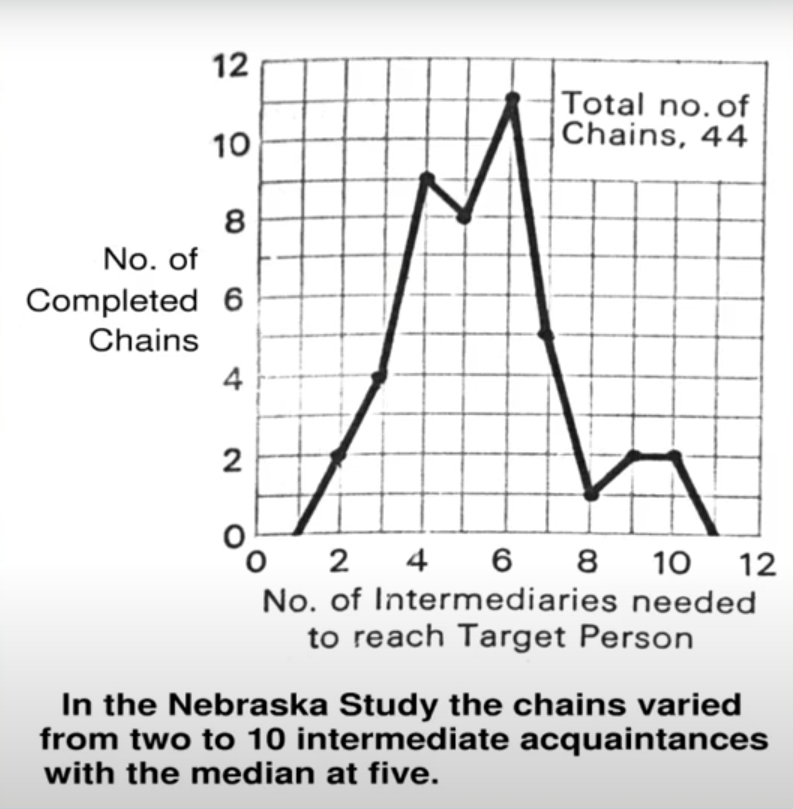 12
Total no. of
Chains, 44
10
8
No. of
Completed
Chains
6
4
2
0
0 2 4 6 8 10 12
No. of Intermediaries needed
to reach Target Person
In the Nebraska Study the chains varied
from two to 10 intermediate acquaintances
with the median at five.